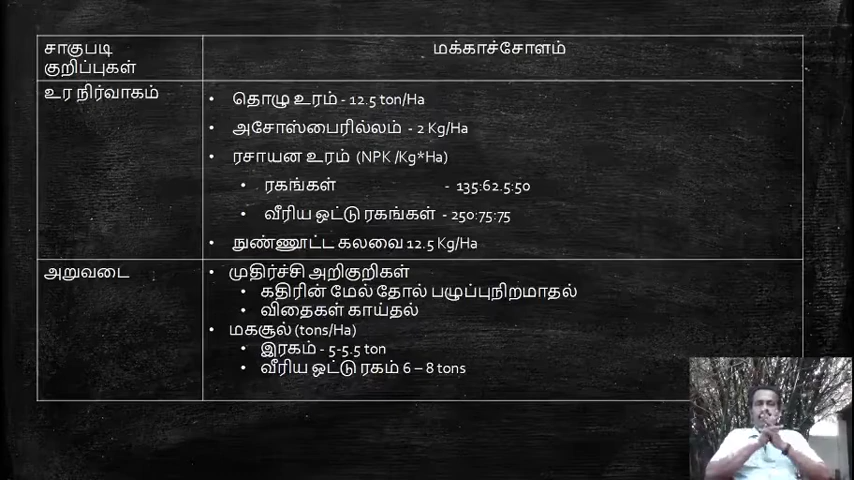 சாகுபடி
குறிப்புகள்
மக்காச்சோளம்
உர நிர்வாகம்
• தொழு உரம் - 12.5 ton/Ha
• அசோஸ்பைரில்லம் - 2 Kg/Ha
• ரசாயன உரம் (NPK /Kg*Ha)
• ரகங்கள் - 135:62.5:50
• வீரிய ஒட்டு ரகங்கள் - 250:75:75
• நுண்ணூட்ட கலவை 12.5 Kg/Ha
அறுவடை
• முதிர்ச்சி அறிகுறிகள்
• கதிரின் மேல் தோல் பழுப்புநிறமாதல்
• விதைகள் காய்தல்
• மகசூல் (tons/Ha)
• இரகம் - 5-5.5 ton
• வீரிய ஒட்டு ரகம் 6 – 8 tons